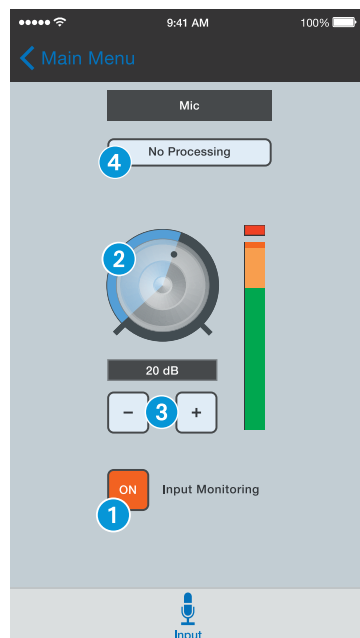 9:41 AM 100%
Main Menu
Mic
4 No Processing
2
20 dB
- 3 +
ON Input Monitoring
1
Input